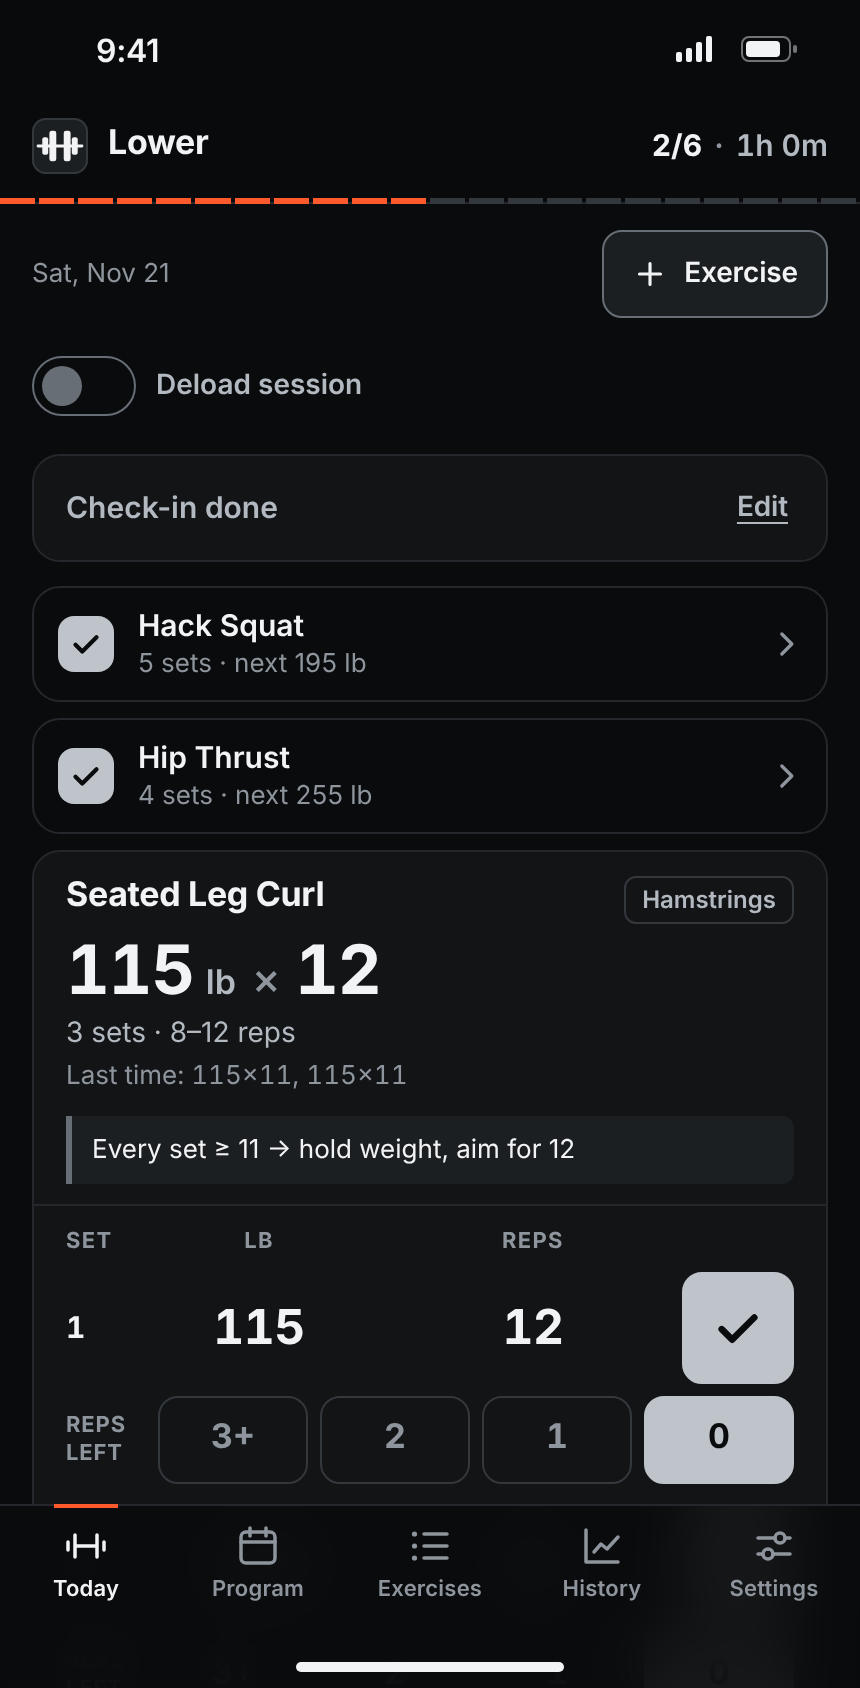 9:41
Lower
2/6 · 1h 0m
Sat, Nov 21
+ Exercise
Deload session
Check-in done
Edit
Hack Squat
5 sets · next 195 lb
Hip Thrust
4 sets · next 255 lb
Seated Leg Curl
Hamstrings
115 lb × 12
3 sets · 8–12 reps
Last time: 115×11, 115×11
Every set ≥ 11 → hold weight, aim for 12
SET LB REPS
1 115 12
REPS LEFT 3+ 2 1 0
Today Program Exercises History Settings